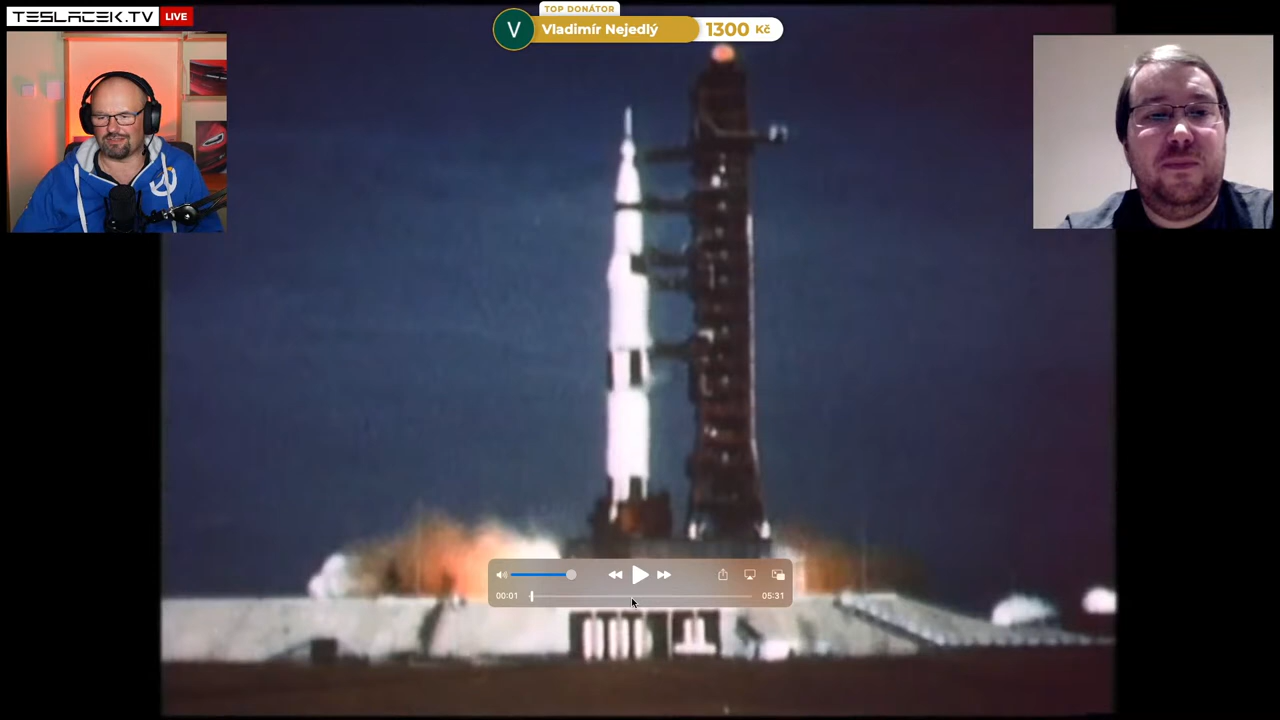 TESLACEK.TV LIVE
TOP DONÁTOR
V Vladimír Nejedlý 1300 Kč
00:01 05:31